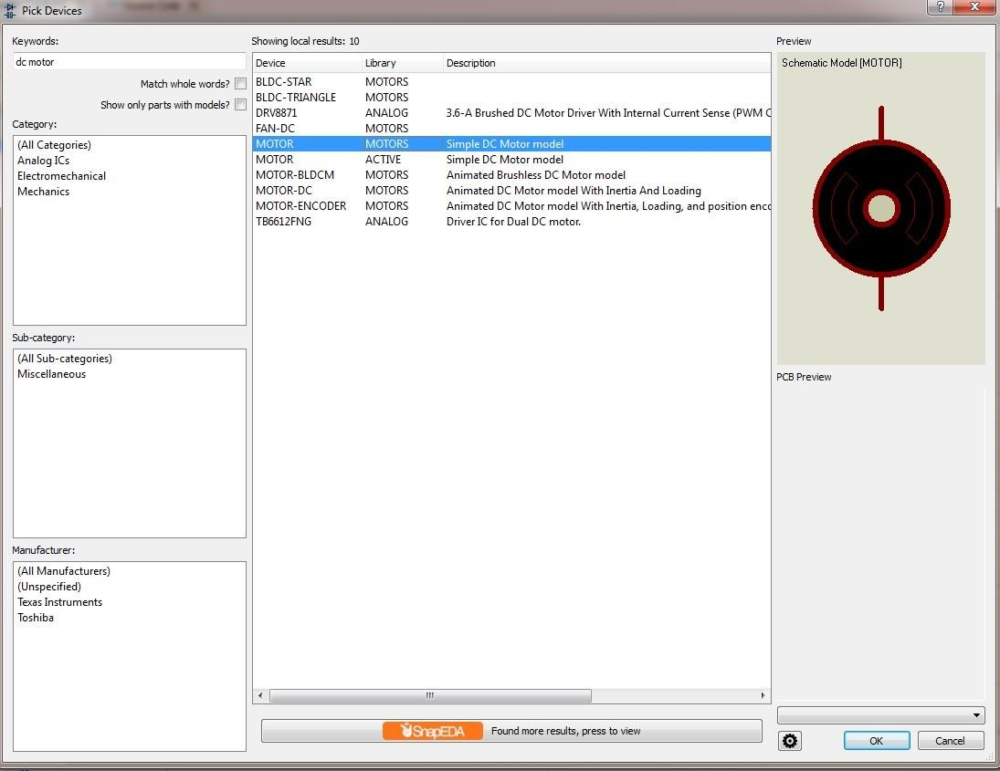 Pick Devices
Keywords:
dc motor
Match whole words?
Show only parts with models?
Category:
(All Categories)
Analog ICs
Electromechanical
Mechanics
Sub-category:
(All Sub-categories)
Miscellaneous
Manufacturer:
(All Manufacturers)
(Unspecified)
Texas Instruments
Toshiba
Showing local results: 10
Device Library Description
BLDC-STAR MOTORS
BLDC-TRIANGLE MOTORS
DRV8871 ANALOG 3.6-A Brushed DC Motor Driver With Internal Current Sense (PWM C
FAN-DC MOTORS
MOTOR MOTORS Simple DC Motor model
MOTOR ACTIVE Simple DC Motor model
MOTOR-BLDCM MOTORS Animated Brushless DC Motor model
MOTOR-DC MOTORS Animated DC Motor model With Inertia And Loading
MOTOR-ENCODER MOTORS Animated DC Motor model With Inertia, Loading, and position enco
TB6612FNG ANALOG Driver IC for Dual DC motor.
SnapEDA Found more results, press to view
Preview
Schematic Model [MOTOR]
PCB Preview
OK Cancel